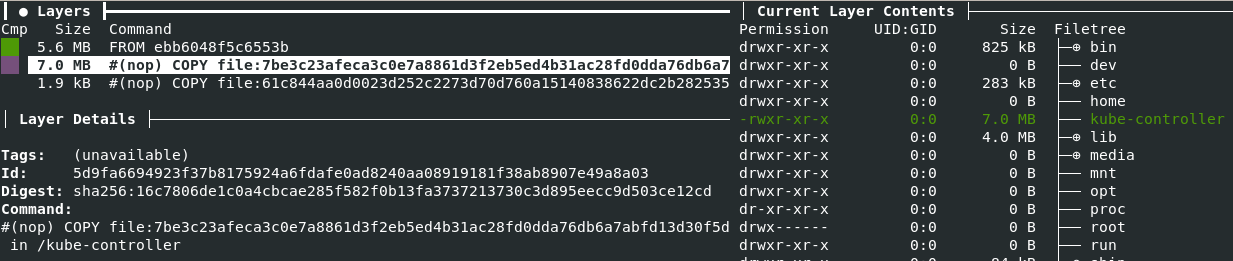 ● Layers
Cmp Size Command
5.6 MB FROM ebb6048f5c6553b
7.0 MB #(nop) COPY file:7be3c23afeca3c0e7a8861d3f2eb5ed4b31ac28fd0dda76db6a7
1.9 kB #(nop) COPY file:61c844aa0d0023d252c2273d70d760a15140838622dc2b282535
Layer Details
Tags: (unavailable)
Id: 5d9fa6694923f37b8175924a6fdafe0ad8240aa08919181f38ab8907e49a8a03
Digest: sha256:16c7806de1c0a4cbcae285f582f0b13fa3737213730c3d895eecc9d503ce12cd
Command:
#(nop) COPY file:7be3c23afeca3c0e7a8861d3f2eb5ed4b31ac28fd0dda76db6a7abfd13d30f5d
in /kube-controller
Current Layer Contents
Permission UID:GID Size Filetree
drwxr-xr-x 0:0 825 kB ├─⊕ bin
drwxr-xr-x 0:0 0 B ├── dev
drwxr-xr-x 0:0 283 kB ├─⊕ etc
drwxr-xr-x 0:0 0 B ├── home
-rwxr-xr-x 0:0 7.0 MB ├── kube-controller
drwxr-xr-x 0:0 4.0 MB ├─⊕ lib
drwxr-xr-x 0:0 0 B ├─⊕ media
drwxr-xr-x 0:0 0 B ├── mnt
drwxr-xr-x 0:0 0 B ├── opt
dr-xr-xr-x 0:0 0 B ├── proc
drwx------ 0:0 0 B ├── root
drwxr-xr-x 0:0 0 B ├── run